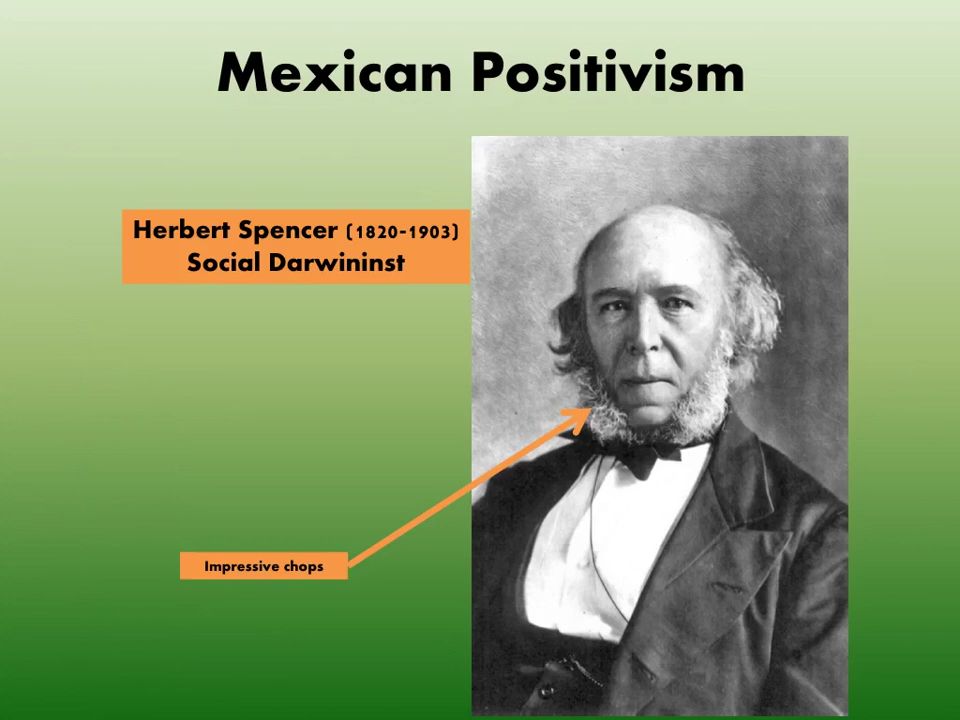 Mexican Positivism
Herbert Spencer (1820-1903)
Social Darwininst
Impressive chops